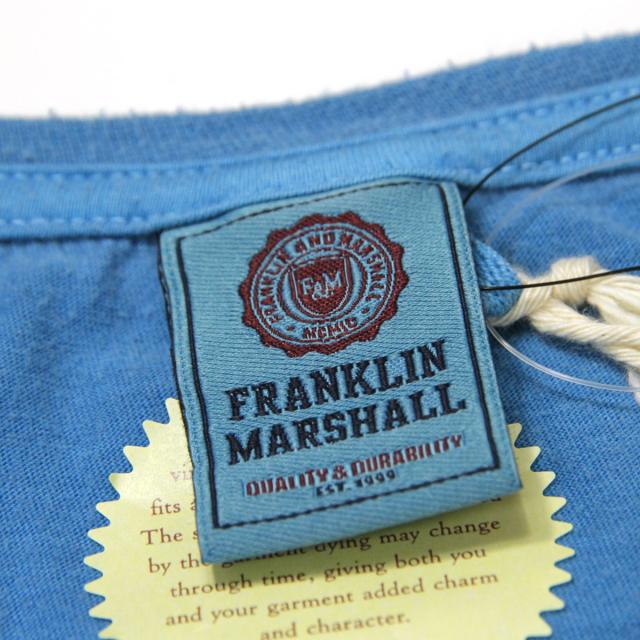 FRANKLIN AND MARSHALL
F&M
FRANKLIN
MARSHALL
QUALITY & DURABILITY
EST. 1999
fits
The
by the garment dying may change
through time, giving both you
and your garment added charm
and character.